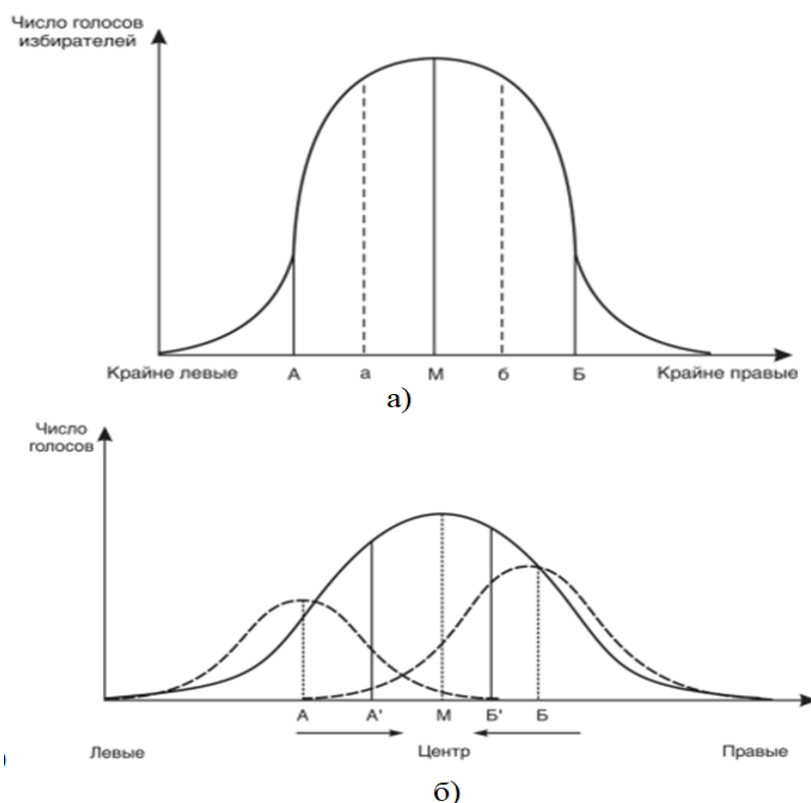 Число голосов
избирателей
Крайне левые А а М б Б Крайне правые
а)
Число
голосов
А А' М Б' Б
Левые Центр Правые
б)